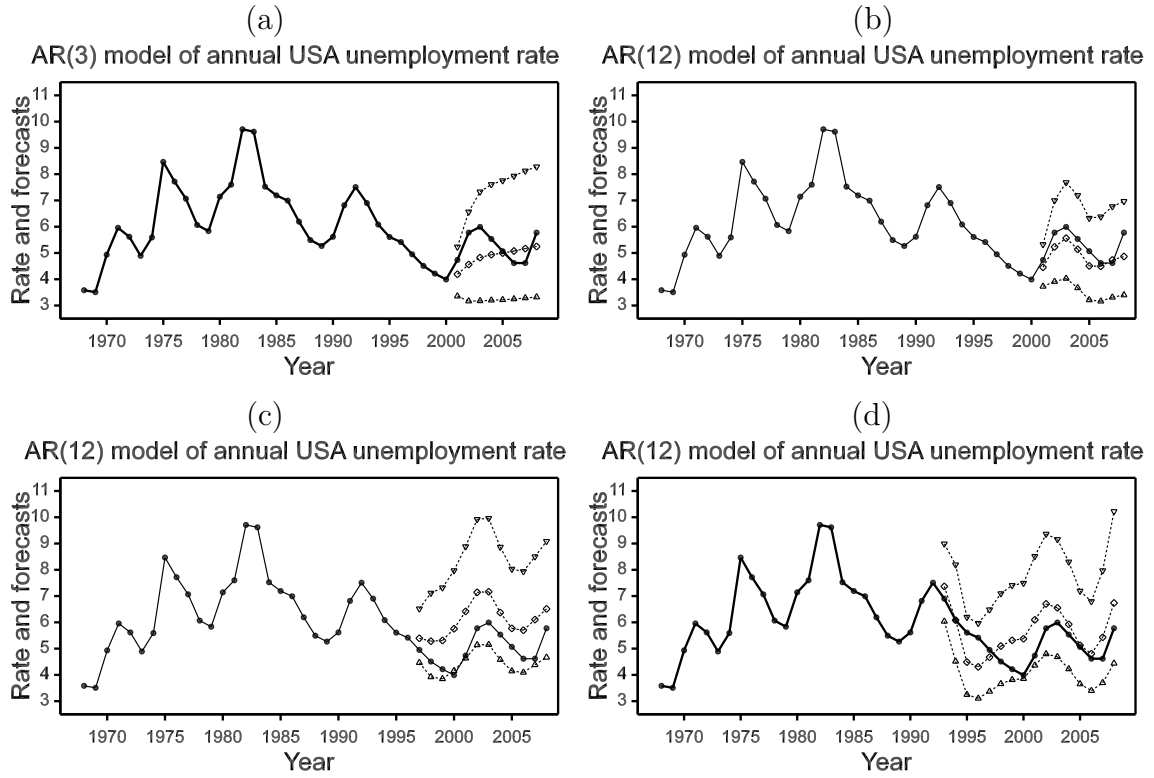 (a)
AR(3) model of annual USA unemployment rate
Rate and forecasts
11
10
9
8
7
6
5
4
3
1970 1975 1980 1985 1990 1995 2000 2005
Year
(b)
AR(12) model of annual USA unemployment rate
Rate and forecasts
11
10
9
8
7
6
5
4
3
1970 1975 1980 1985 1990 1995 2000 2005
Year
(c)
AR(12) model of annual USA unemployment rate
Rate and forecasts
11
10
9
8
7
6
5
4
3
1970 1975 1980 1985 1990 1995 2000 2005
Year
(d)
AR(12) model of annual USA unemployment rate
Rate and forecasts
11
10
9
8
7
6
5
4
3
1970 1975 1980 1985 1990 1995 2000 2005
Year